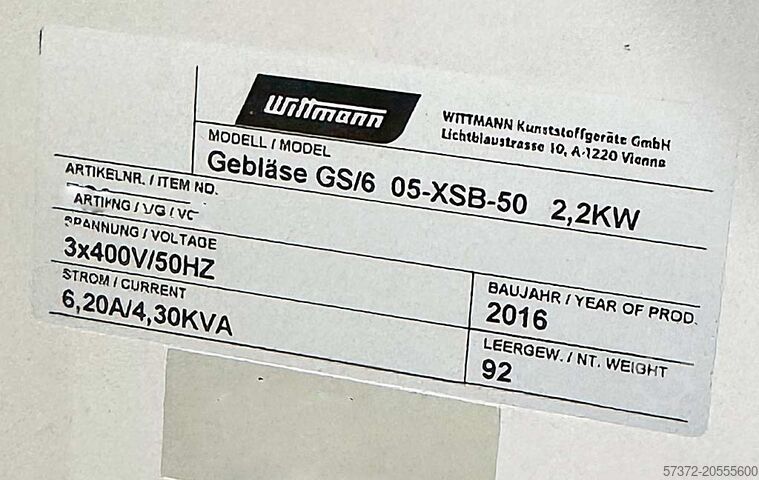 Wittmann
WITTMANN Kunststoffgeräte GmbH
Lichtblaustrasse 10, A-1220 Vienna
MODELL / MODEL
Gebläse GS/6 05-XSB-50 2,2KW
ARTIKELNR. / ITEM NO.
SPANNUNG / VOLTAGE
3x400V/50HZ
STROM / CURRENT
6,20A/4,30KVA
BAUJAHR / YEAR OF PROD.
2016
LEERGEW. / NT. WEIGHT
92
57372-20555600